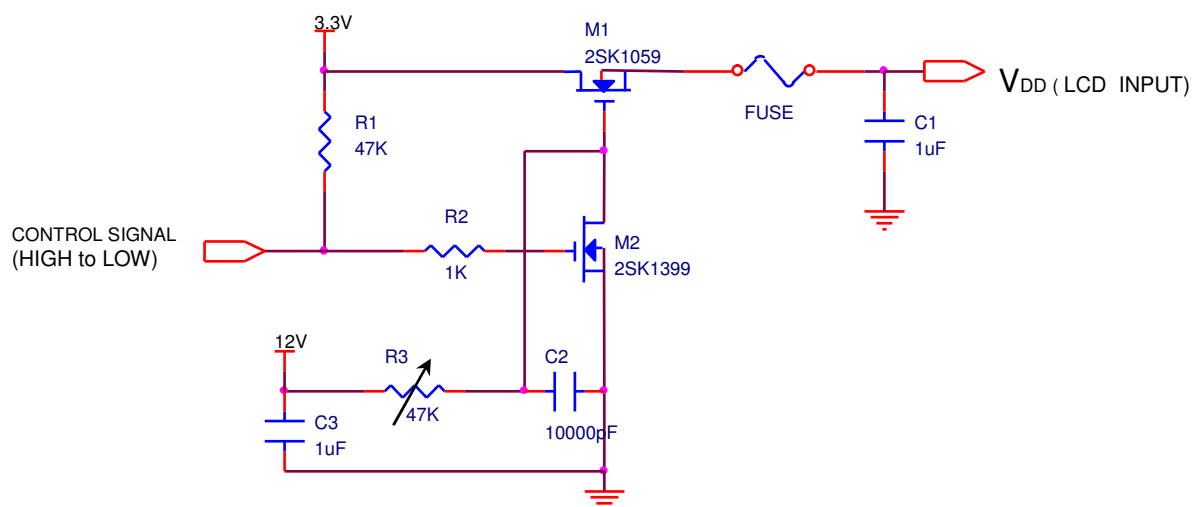 3.3V
M1
2SK1059
FUSE
VDD ( LCD INPUT)
R1
47K
C1
1uF
CONTROL SIGNAL
(HIGH to LOW)
R2
1K
M2
2SK1399
12V
R3
47K
C2
10000pF
C3
1uF